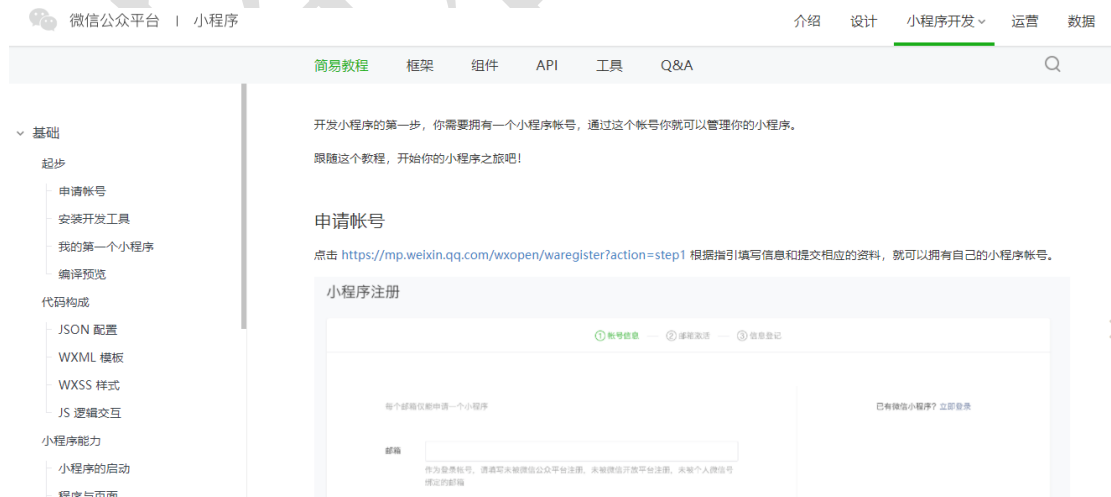 微信公众平台 | 小程序
介绍 设计 小程序开发 运营 数据
简易教程 框架 组件 API 工具 Q&A
基础
起步
申请帐号
安装开发工具
我的第一个小程序
编译预览
代码构成
JSON 配置
WXML 模板
WXSS 样式
JS 逻辑交互
小程序能力
小程序的启动
程序与页面
开发小程序的第一步，你需要拥有一个小程序帐号，通过这个帐号你就可以管理你的小程序。
跟随这个教程，开始你的小程序之旅吧！
申请帐号
点击 https://mp.weixin.qq.com/wxopen/waregister?action=step1 根据指引填写信息和提交相应的资料，就可以拥有自己的小程序帐号。
小程序注册
① 帐号信息 — ② 邮箱激活 — ③ 信息登记
每个邮箱仅能申请一个小程序
已有微信小程序？立即登录
邮箱
作为登录帐号，请填写未被微信公众平台注册，未被微信开放平台注册，未被个人微信号
绑定的邮箱